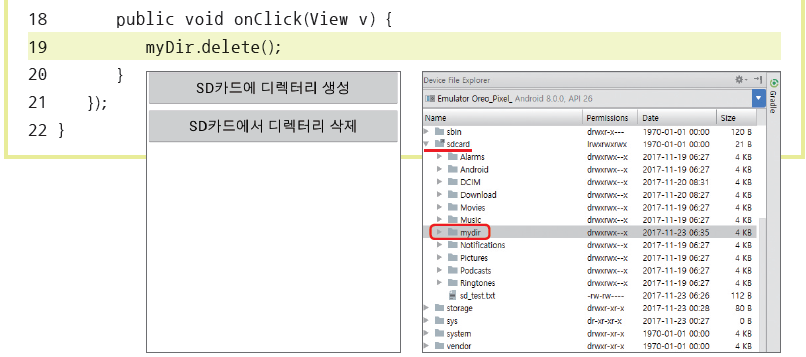 18 public void onClick(View v) {
19 myDir.delete();
20 }
21 });
22 }
SD카드에 디렉터리 생성
SD카드에서 디렉터리 삭제
Device File Explorer
Emulator Oreo_Pixel_ Android 8.0.0, API 26
Gradle
Name Permissions Date Size
sbin drwxr-x--- 1970-01-01 00:00 120 B
sdcard lrwxrwxrwx 1970-01-01 00:00 21 B
Alarms drwxrwx--x 2017-11-19 06:27 4 KB
Android drwxrwx--x 2017-11-19 06:27 4 KB
DCIM drwxrwx--x 2017-11-20 08:31 4 KB
Download drwxrwx--x 2017-11-20 08:27 4 KB
Movies drwxrwx--x 2017-11-19 06:27 4 KB
Music drwxrwx--x 2017-11-19 06:27 4 KB
mydir drwxrwx--x 2017-11-23 06:35 4 KB
Notifications drwxrwx--x 2017-11-19 06:27 4 KB
Pictures drwxrwx--x 2017-11-19 06:27 4 KB
Podcasts drwxrwx--x 2017-11-19 06:27 4 KB
Ringtones drwxrwx--x 2017-11-19 06:27 4 KB
sd_test.txt -rw-rw---- 2017-11-23 06:26 112 B
storage drwxr-xr-x 2017-11-23 00:28 80 B
sys dr-xr-xr-x 2017-11-23 00:27 0 B
system drwxr-xr-x 1970-01-01 00:00 4 KB
vendor drwxr-xr-x 1970-01-01 00:00 4 KB